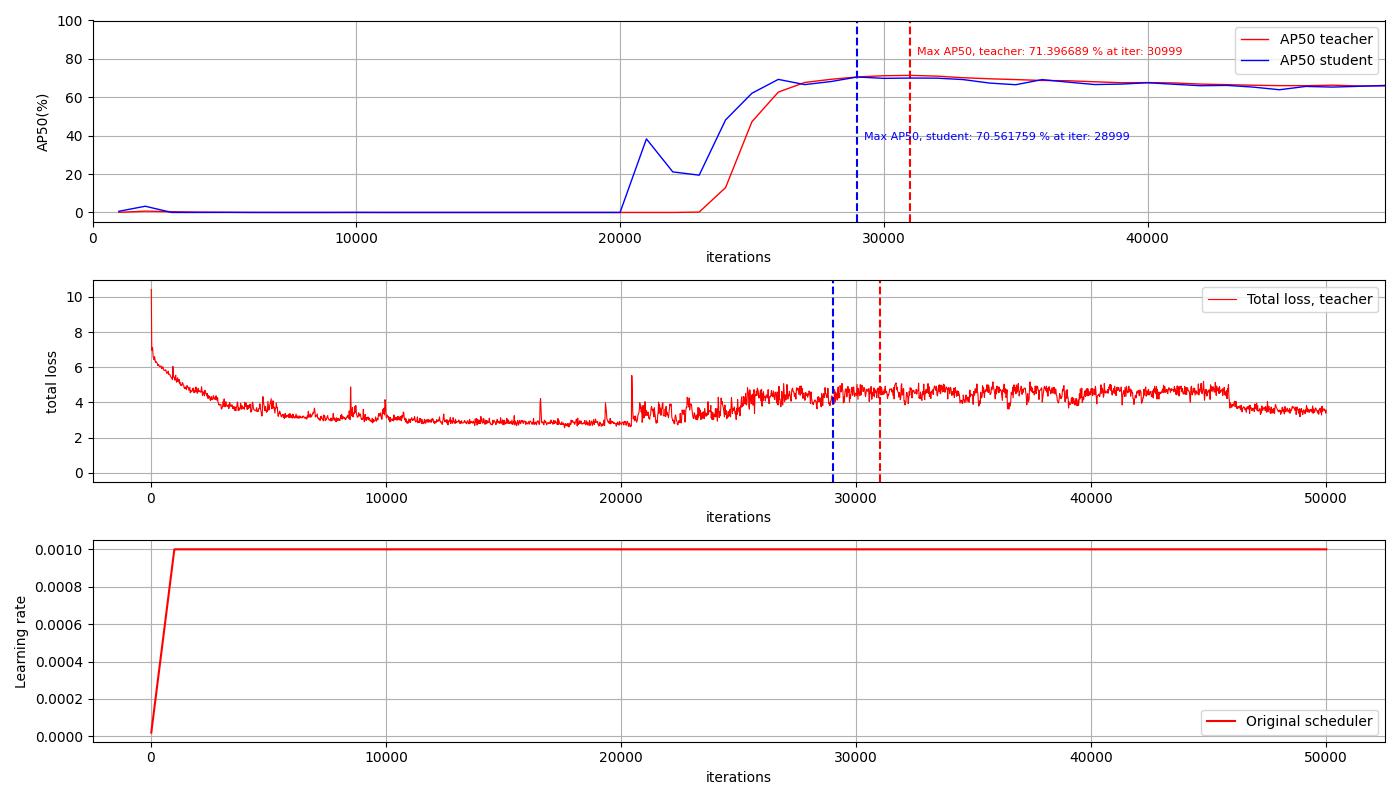 100
80
60
40
20
0
AP50(%)
AP50 teacher
AP50 student
Max AP50, teacher: 71.396689 % at iter: 30999
Max AP50, student: 70.561759 % at iter: 28999
0 10000 20000 30000 40000
iterations
10
8
6
4
2
0
total loss
Total loss, teacher
0 10000 20000 30000 40000 50000
iterations
0.0010
0.0008
0.0006
0.0004
0.0002
0.0000
Learning rate
Original scheduler
0 10000 20000 30000 40000 50000
iterations